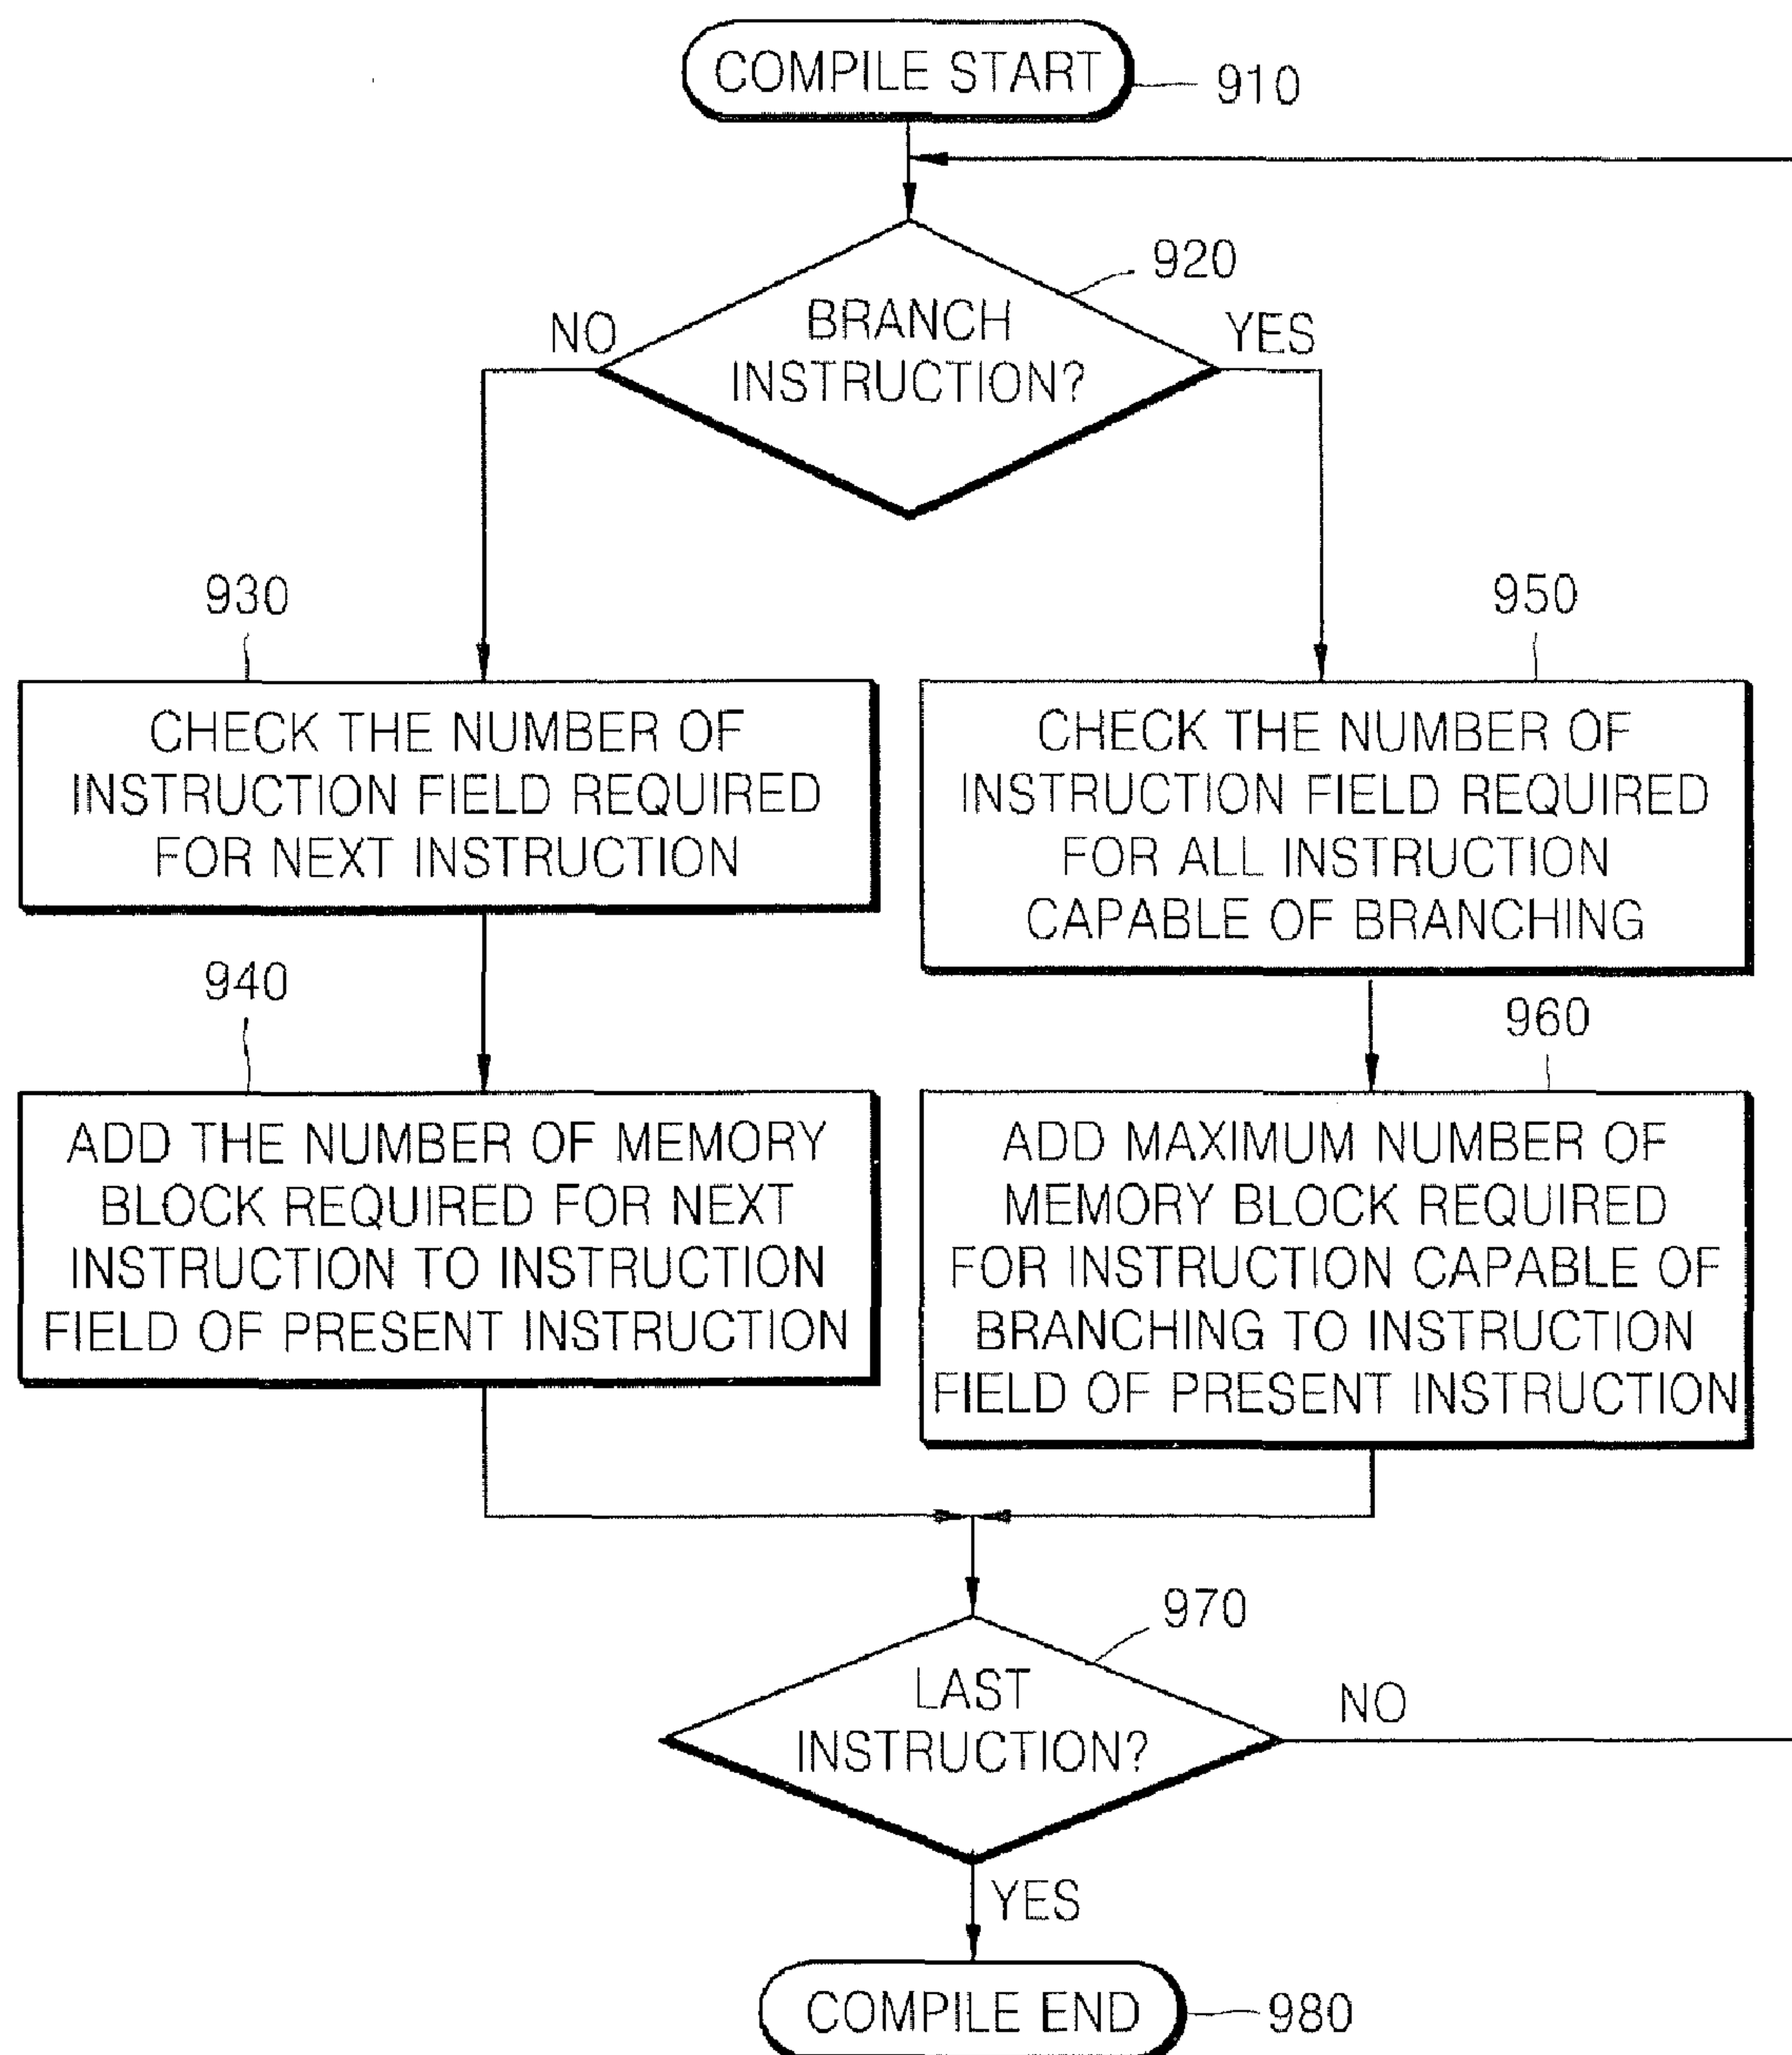 COMPILE START
910
920
NO
BRANCH
INSTRUCTION?
YES
930
CHECK THE NUMBER OF
INSTRUCTION FIELD REQUIRED
FOR NEXT INSTRUCTION
950
CHECK THE NUMBER OF
INSTRUCTION FIELD REQUIRED
FOR ALL INSTRUCTION
CAPABLE OF BRANCHING
940
ADD THE NUMBER OF MEMORY
BLOCK REQUIRED FOR NEXT
INSTRUCTION TO INSTRUCTION
FIELD OF PRESENT INSTRUCTION
960
ADD MAXIMUM NUMBER OF
MEMORY BLOCK REQUIRED
FOR INSTRUCTION CAPABLE OF
BRANCHING TO INSTRUCTION
FIELD OF PRESENT INSTRUCTION
970
LAST
INSTRUCTION?
NO
YES
COMPILE END
980